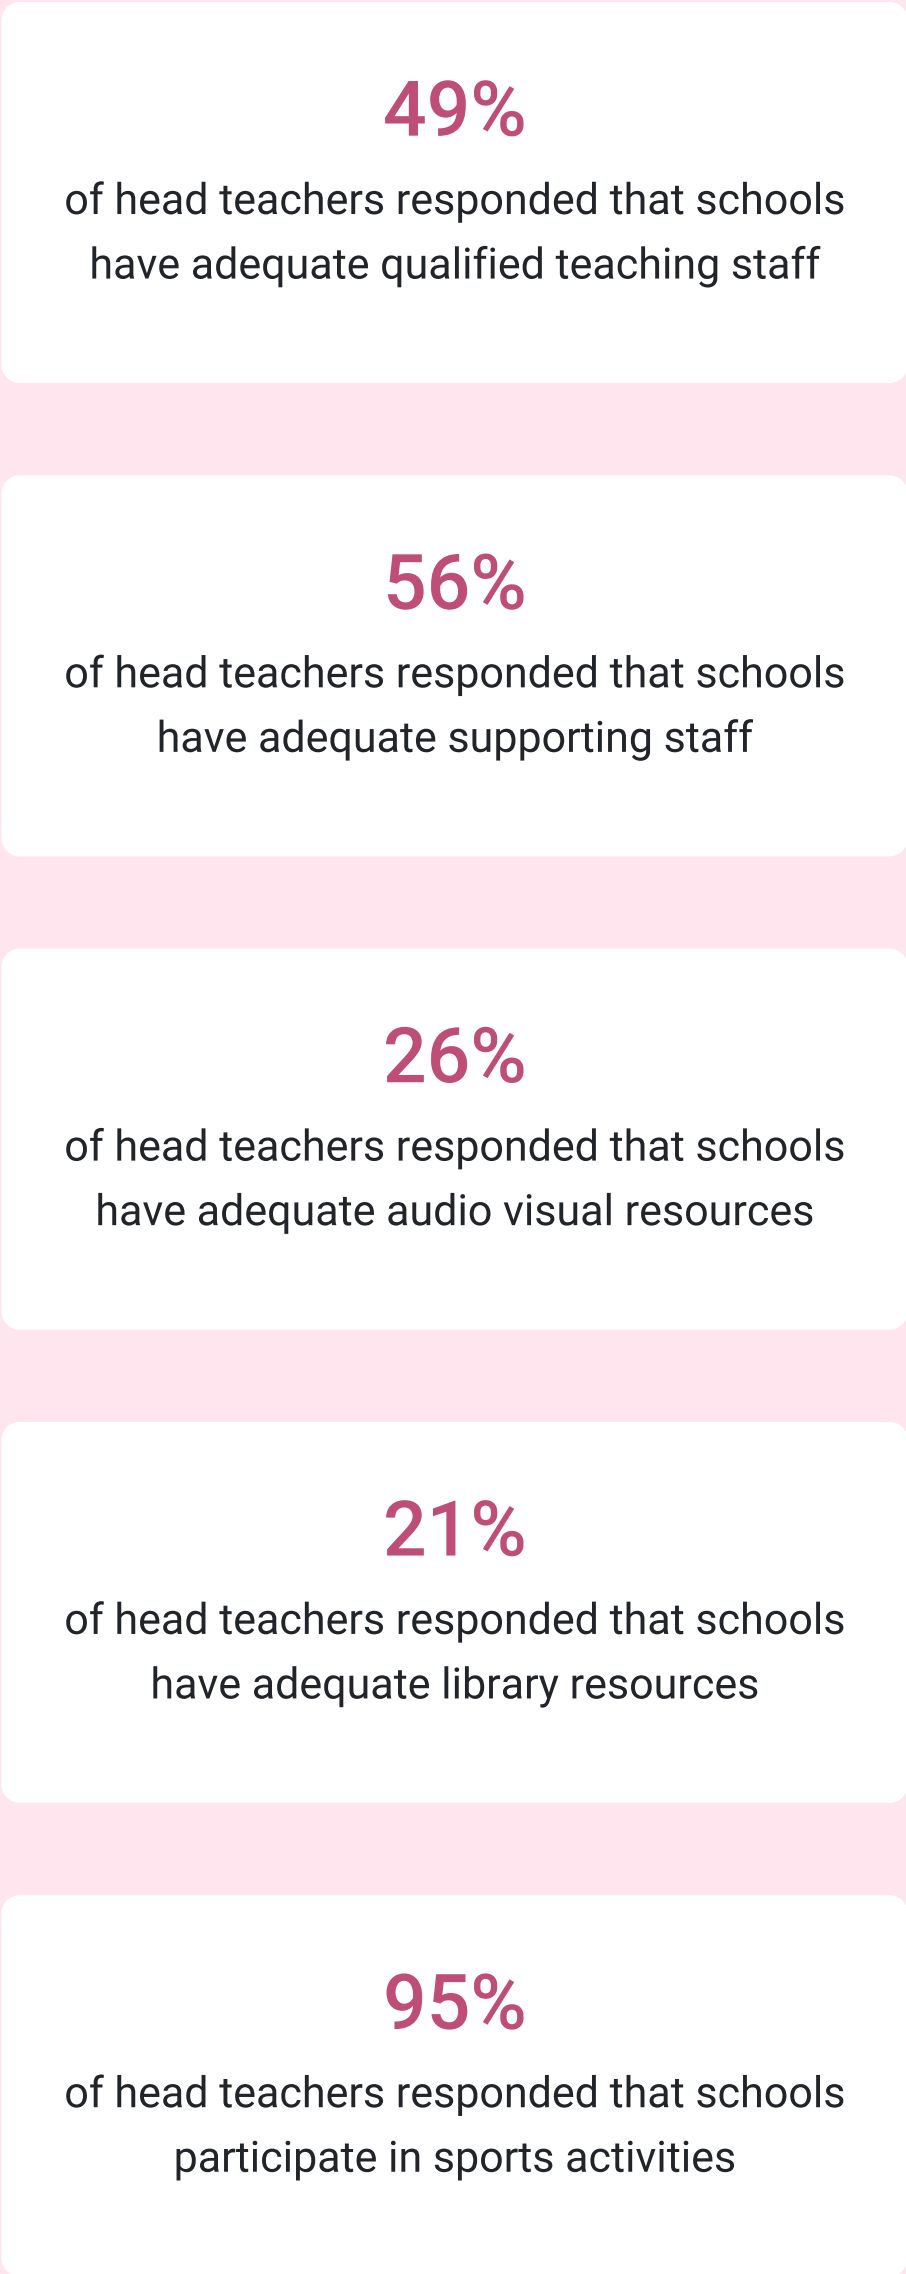 49%
of head teachers responded that schools
have adequate qualified teaching staff
56%
of head teachers responded that schools
have adequate supporting staff
26%
of head teachers responded that schools
have adequate audio visual resources
21%
of head teachers responded that schools
have adequate library resources
95%
of head teachers responded that schools
participate in sports activities